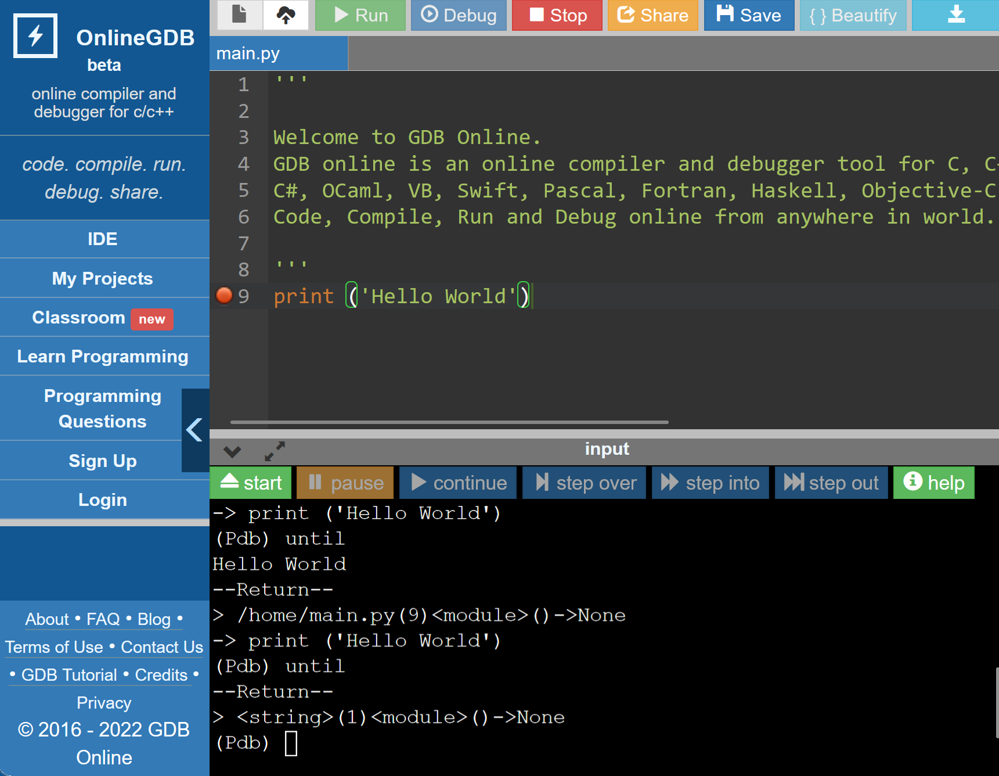 OnlineGDB
beta
online compiler and
debugger for c/c++
code. compile. run.
debug. share.
IDE
My Projects
Classroom new
Learn Programming
Programming
Questions
Sign Up
Login
About • FAQ • Blog •
Terms of Use • Contact Us
• GDB Tutorial • Credits •
Privacy
© 2016 - 2022 GDB
Online
Run Debug Stop Share Save { } Beautify
main.py
1 '''
2
3 Welcome to GDB Online.
4 GDB online is an online compiler and debugger tool for C, C
5 C#, OCaml, VB, Swift, Pascal, Fortran, Haskell, Objective-C
6 Code, Compile, Run and Debug online from anywhere in world.
7
8 '''
9 print ('Hello World')
input
start pause continue step over step into step out help
-> print ('Hello World')
(Pdb) until
Hello World
--Return--
> /home/main.py(9)<module>()->None
-> print ('Hello World')
(Pdb) until
--Return--
> <string>(1)<module>()->None
(Pdb)